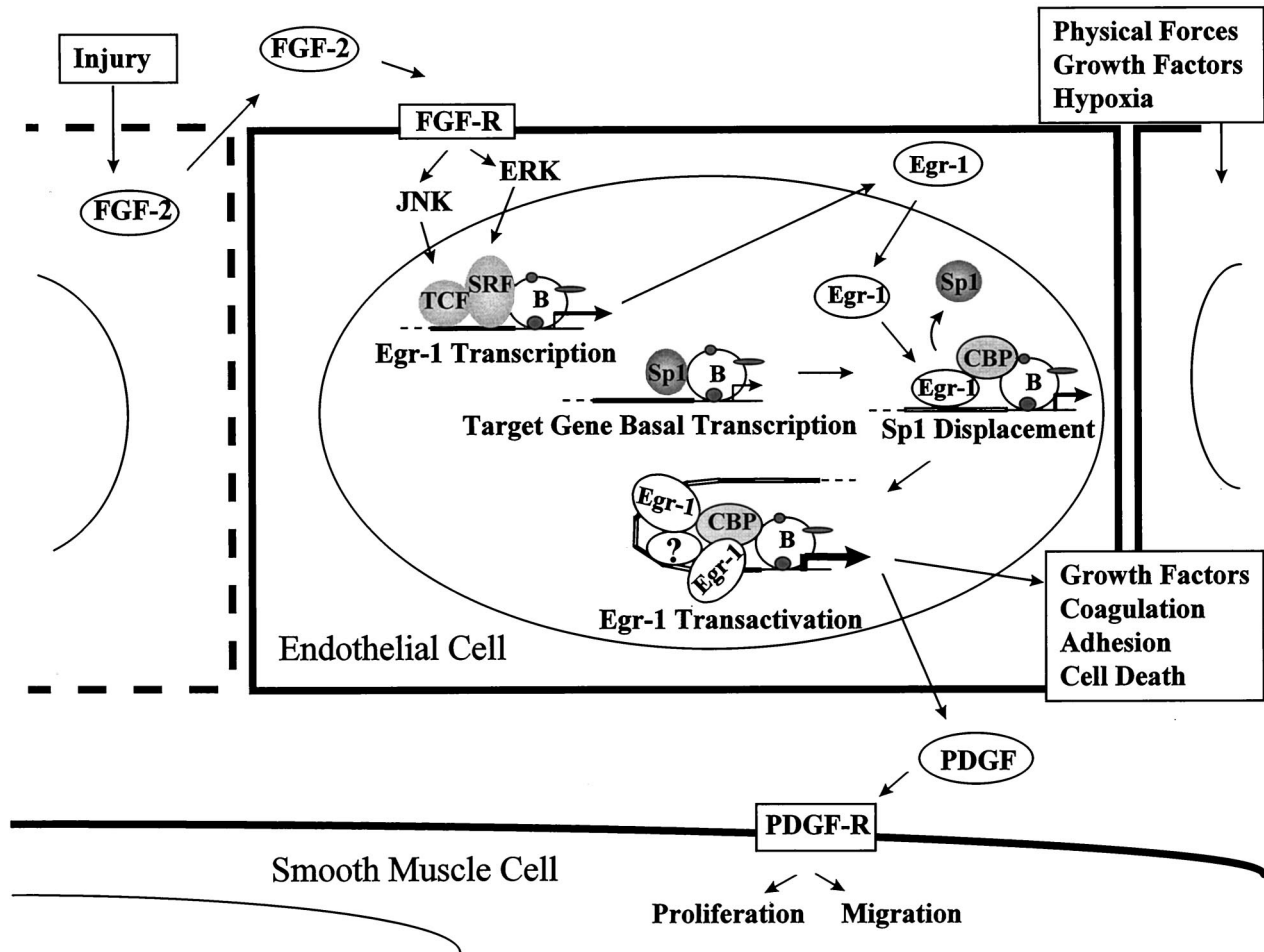 Injury
FGF-2
FGF-2
FGF-R
JNK
ERK
TCF
SRF
B
Egr-1 Transcription
Physical Forces
Growth Factors
Hypoxia
Egr-1
Egr-1
Sp1
Sp1
B
Target Gene Basal Transcription
Egr-1
CBP
B
Sp1 Displacement
Egr-1
CBP
B
?
Egr-1
Egr-1 Transactivation
Endothelial Cell
Growth Factors
Coagulation
Adhesion
Cell Death
PDGF
PDGF-R
Smooth Muscle Cell
Proliferation
Migration